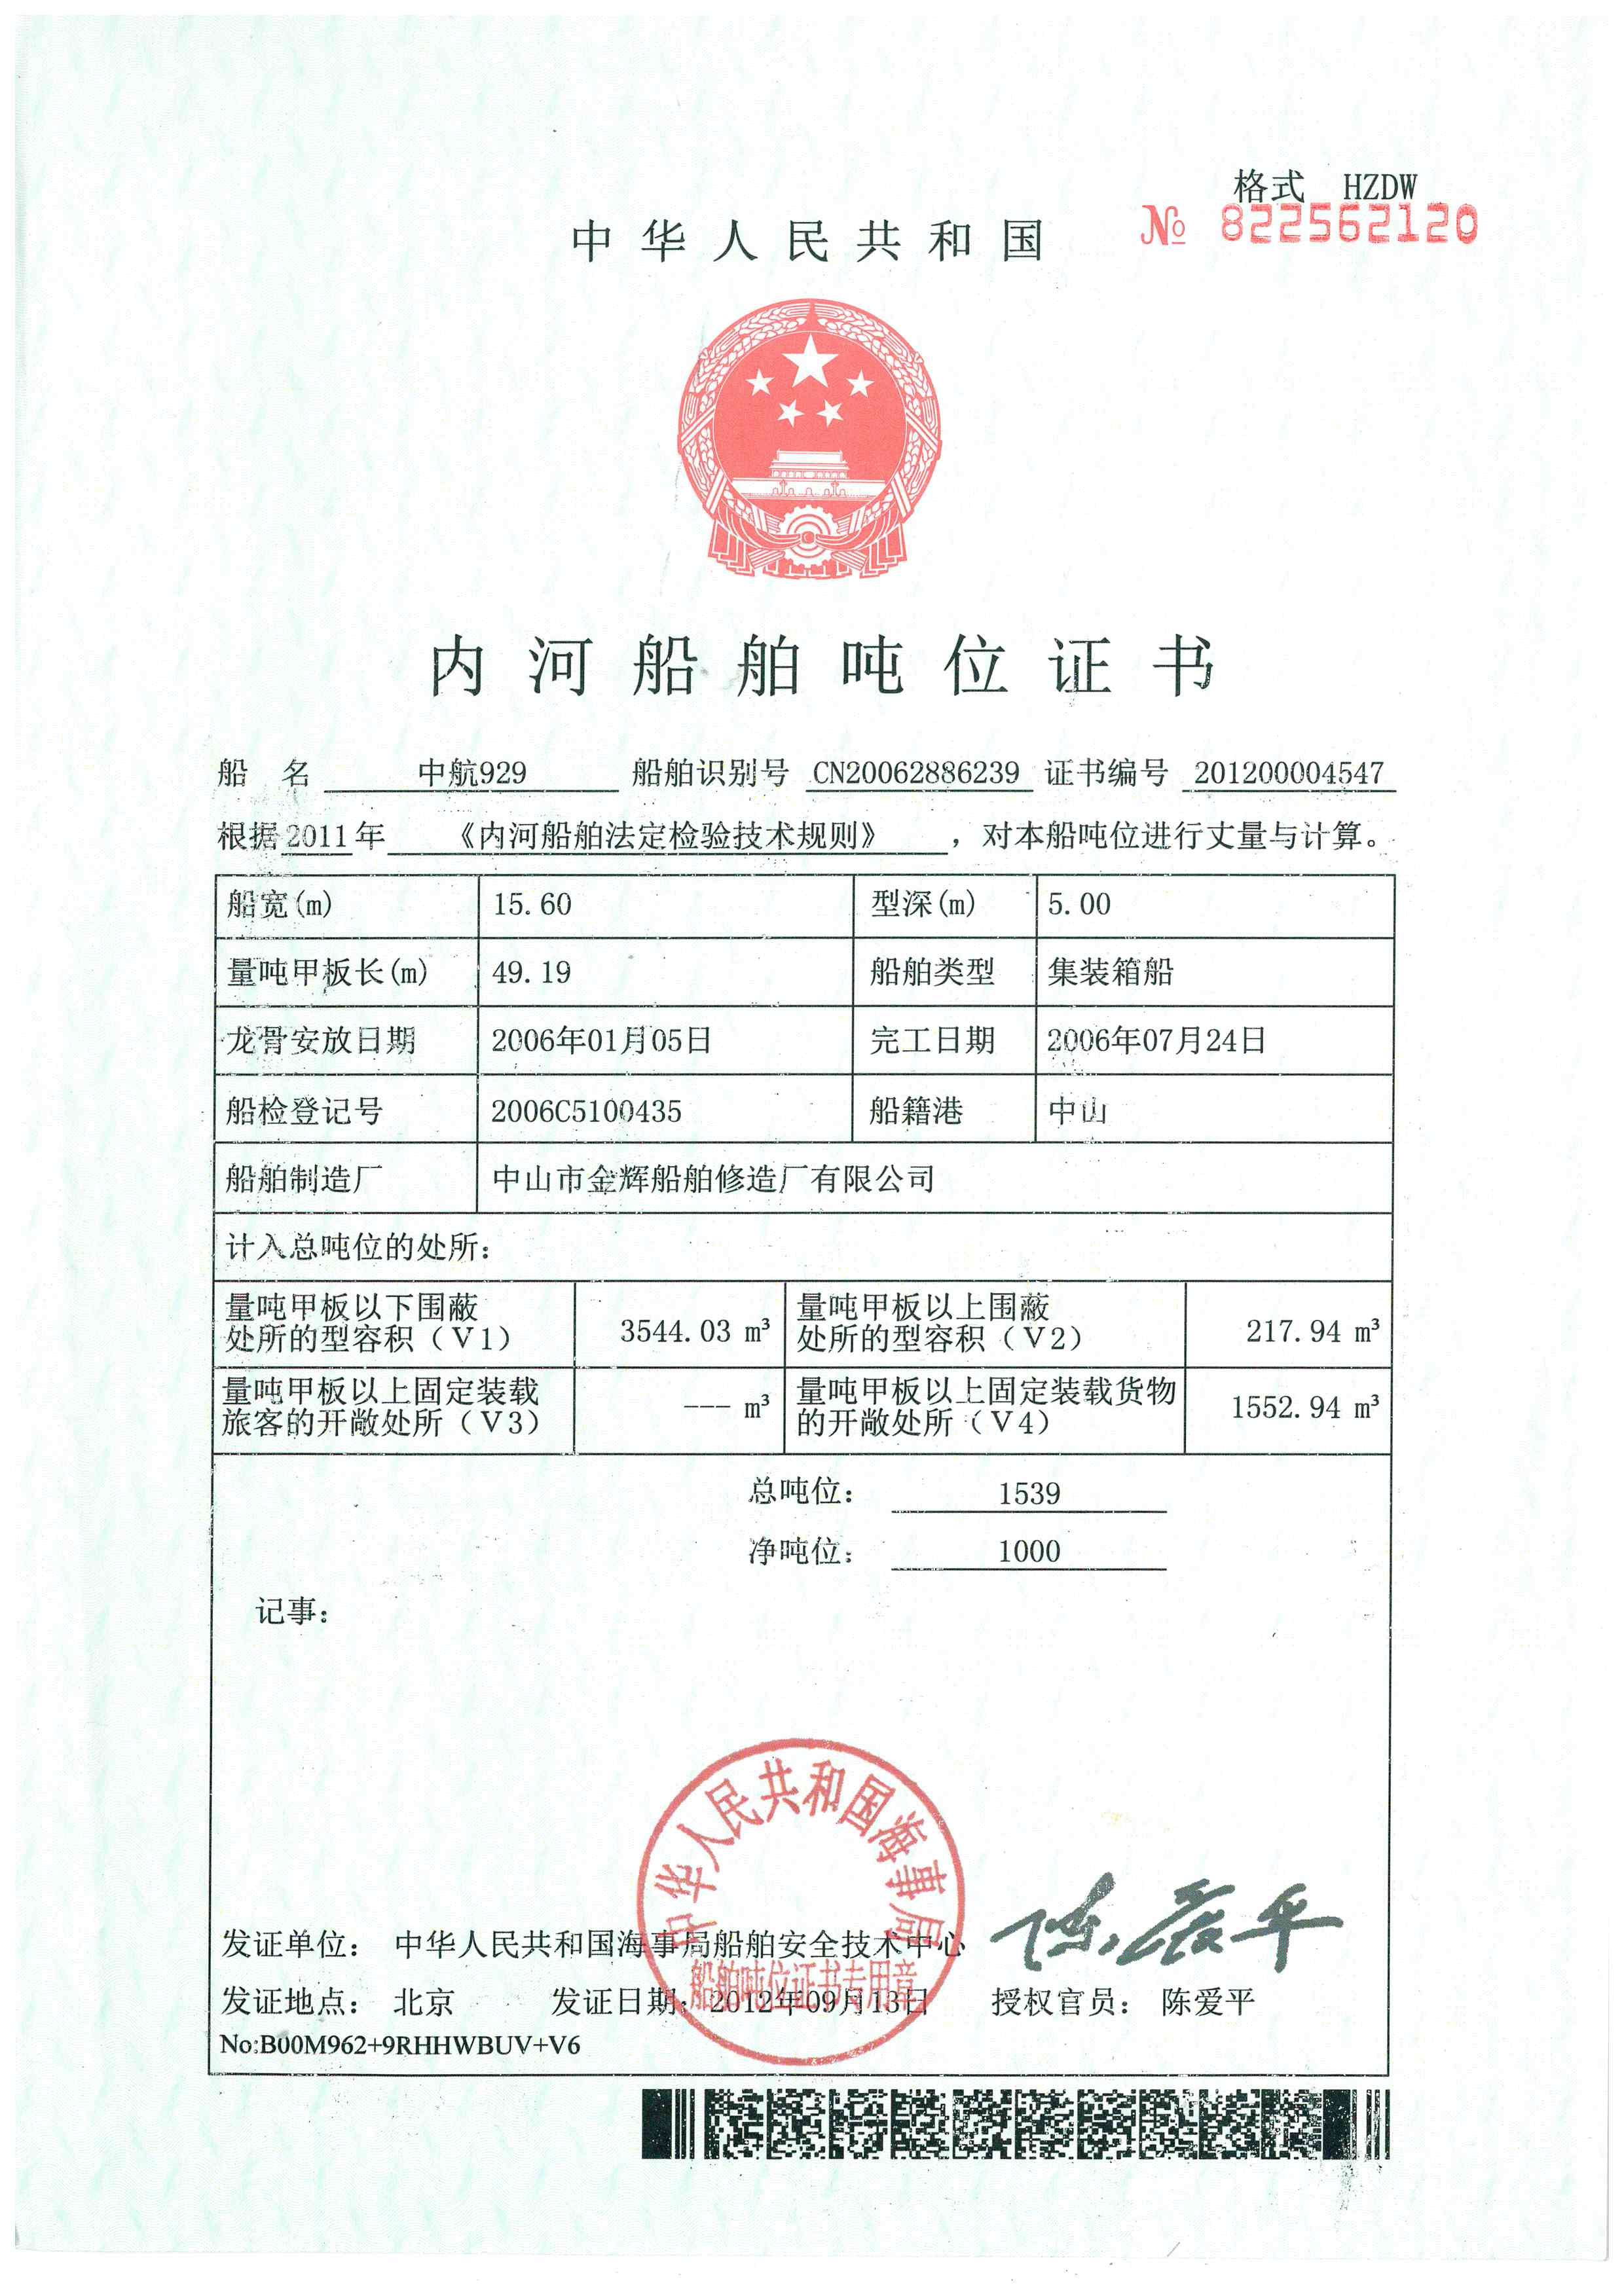 格式 HZDW
№ 822562120
中华人民共和国
内河船舶吨位证书
船 名 中航929 船舶识别号 CN20062886239 证书编号 201200004547
根据2011年 《内河船舶法定检验技术规则》 ，对本船吨位进行丈量与计算。
船宽(m) 15.60 型深(m) 5.00
量吨甲板长(m) 49.19 船舶类型 集装箱船
龙骨安放日期 2006年01月05日 完工日期 2006年07月24日
船检登记号 2006C5100435 船籍港 中山
船舶制造厂 中山市金辉船舶修造厂有限公司
计入总吨位的处所：
量吨甲板以下围蔽
处所的型容积（V1） 3544.03 m³
量吨甲板以上围蔽
处所的型容积（V2） 217.94 m³
量吨甲板以上固定装载
旅客的开敞处所（V3） --- m³
量吨甲板以上固定装载货物
的开敞处所（V4） 1552.94 m³
总吨位： 1539
净吨位： 1000
记事：
中华人民共和国海事局
船舶吨位证书专用章
陈爱平
发证单位： 中华人民共和国海事局船舶安全技术中心
发证地点： 北京 发证日期：2012年09月13日 授权官员： 陈爱平
No:B00M962+9RHHWBUV+V6